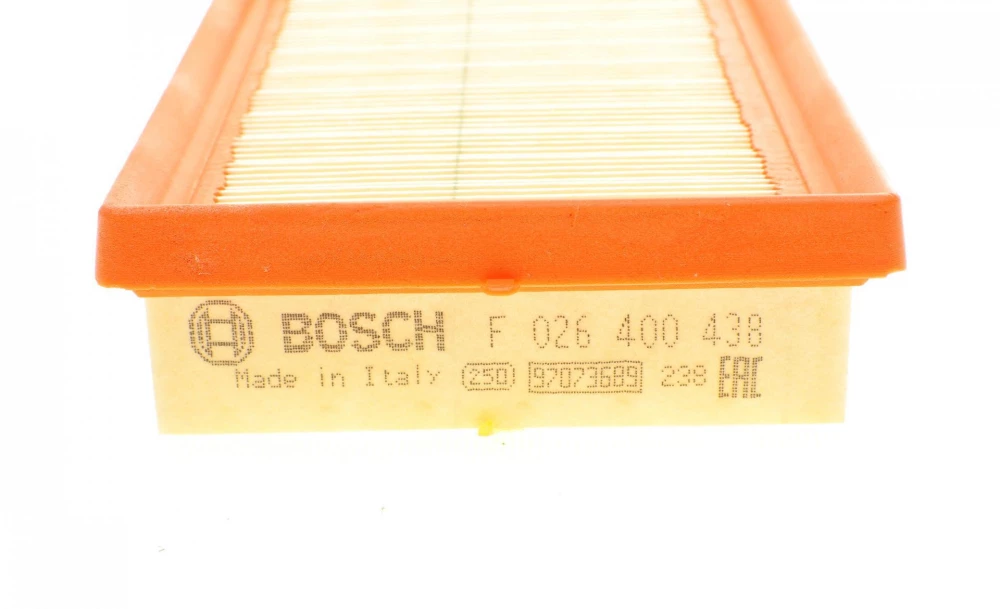 BOSCH F 026 400 438
Made in Italy 250 97073689 238 EAC